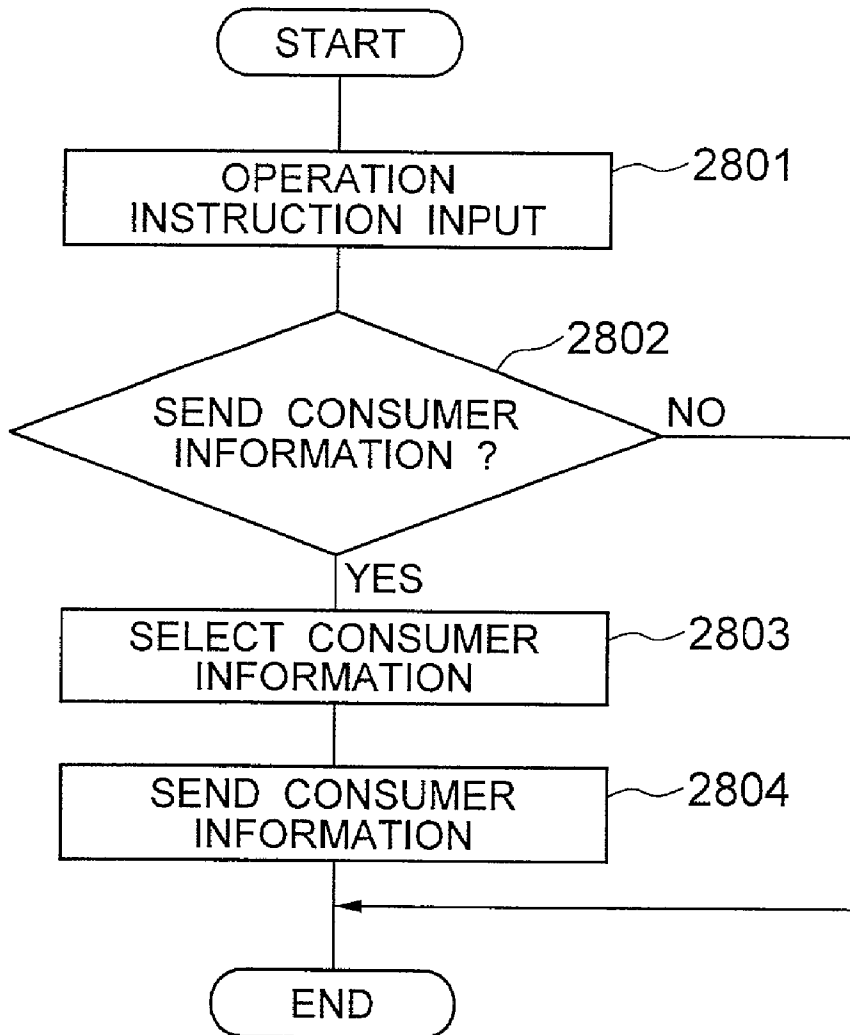 START
OPERATION
INSTRUCTION INPUT
2801
2802
SEND CONSUMER
INFORMATION ?
NO
YES
SELECT CONSUMER
INFORMATION
2803
SEND CONSUMER
INFORMATION
2804
END